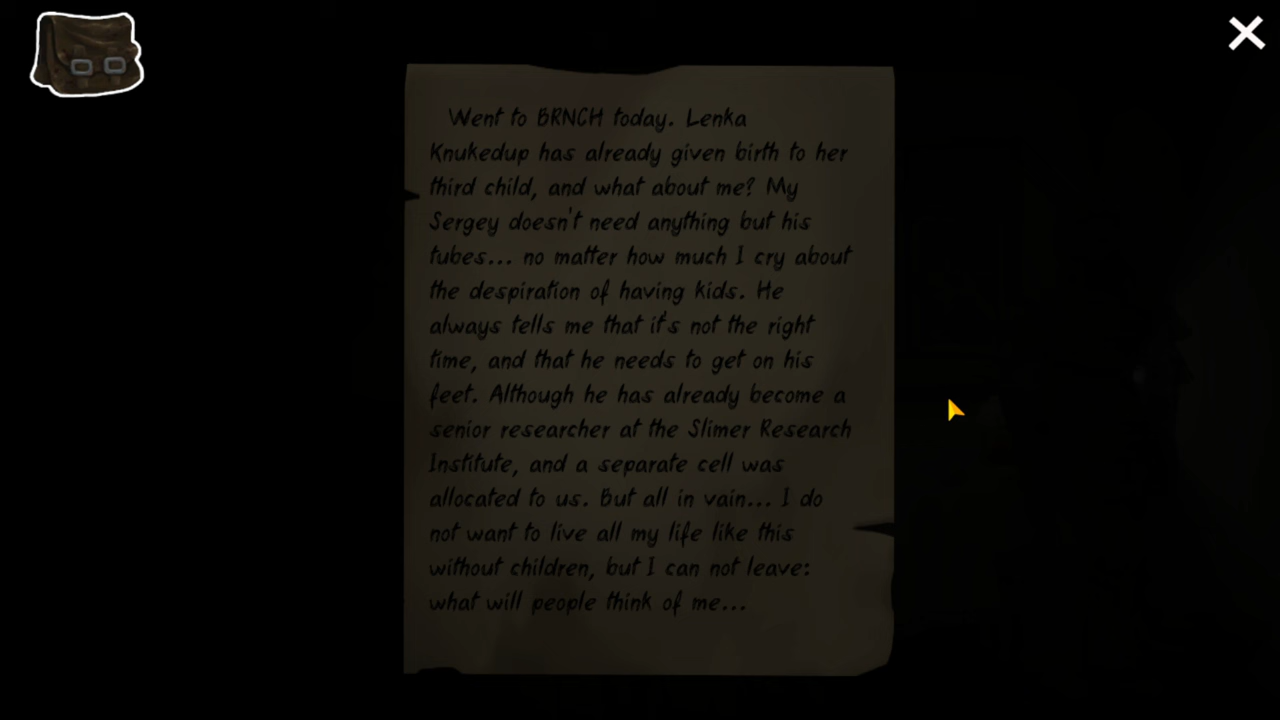 Went to BRNCH today. Lenka
Knukedup has already given birth to her
third child, and what about me? My
Sergey doesn't need anything but his
tubes... no matter how much I cry about
the despiration of having kids. He
always tells me that it's not the right
time, and that he needs to get on his
feet. Although he has already become a
senior researcher at the Slimer Research
Institute, and a separate cell was
allocated to us. But all in vain... I do
not want to live all my life like this
without children, but I can not leave:
what will people think of me...